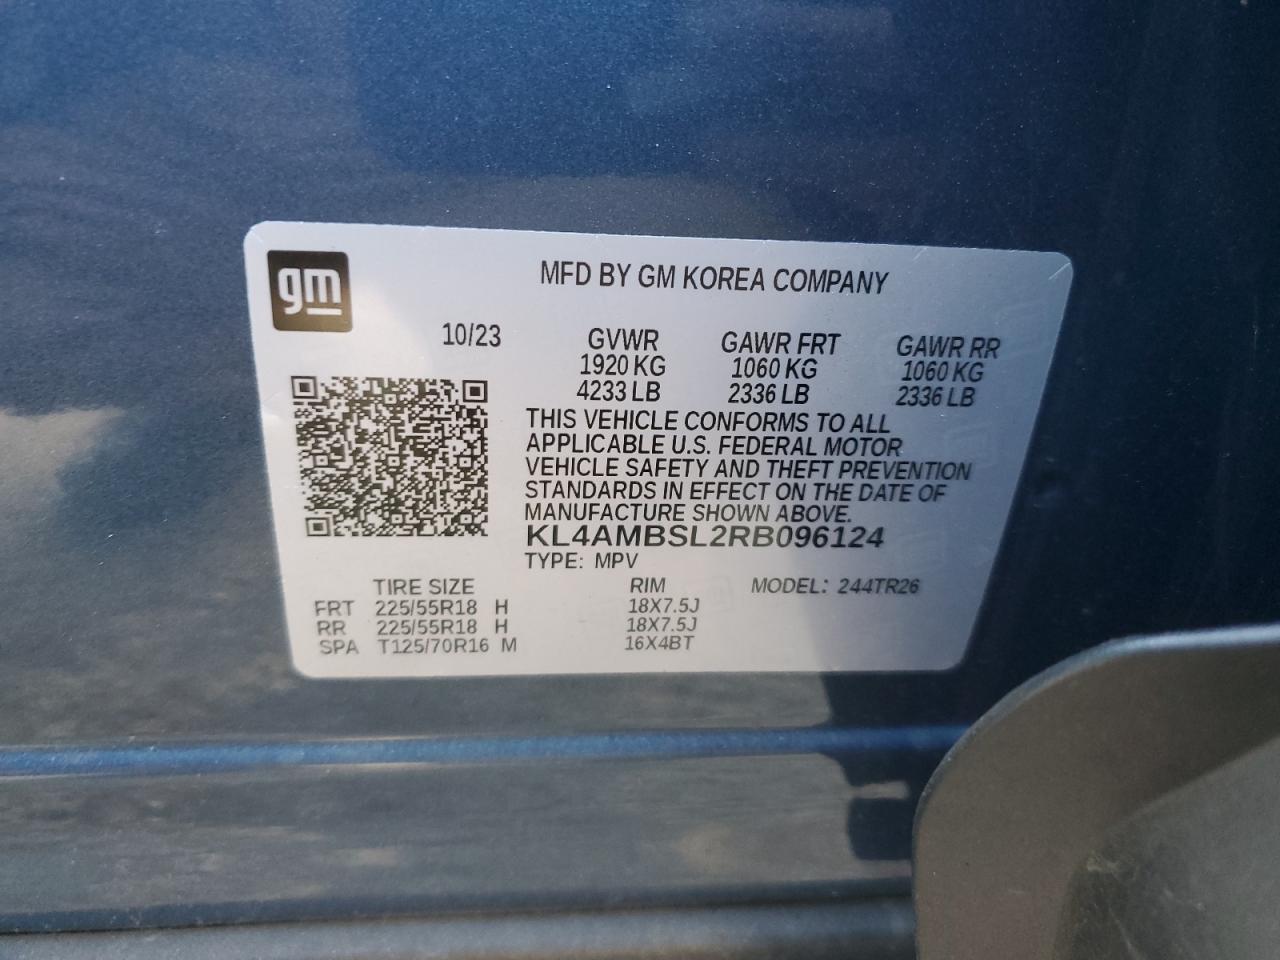 gm
MFD BY GM KOREA COMPANY
10/23 GVWR GAWR FRT GAWR RR
1920 KG 1060 KG 1060 KG
4233 LB 2336 LB 2336 LB
THIS VEHICLE CONFORMS TO ALL
APPLICABLE U.S. FEDERAL MOTOR
VEHICLE SAFETY AND THEFT PREVENTION
STANDARDS IN EFFECT ON THE DATE OF
MANUFACTURE SHOWN ABOVE.
KL4AMBSL2RB096124
TYPE: MPV
TIRE SIZE RIM MODEL: 244TR26
FRT 225/55R18 H 18X7.5J
RR 225/55R18 H 18X7.5J
SPA T125/70R16 M 16X4BT